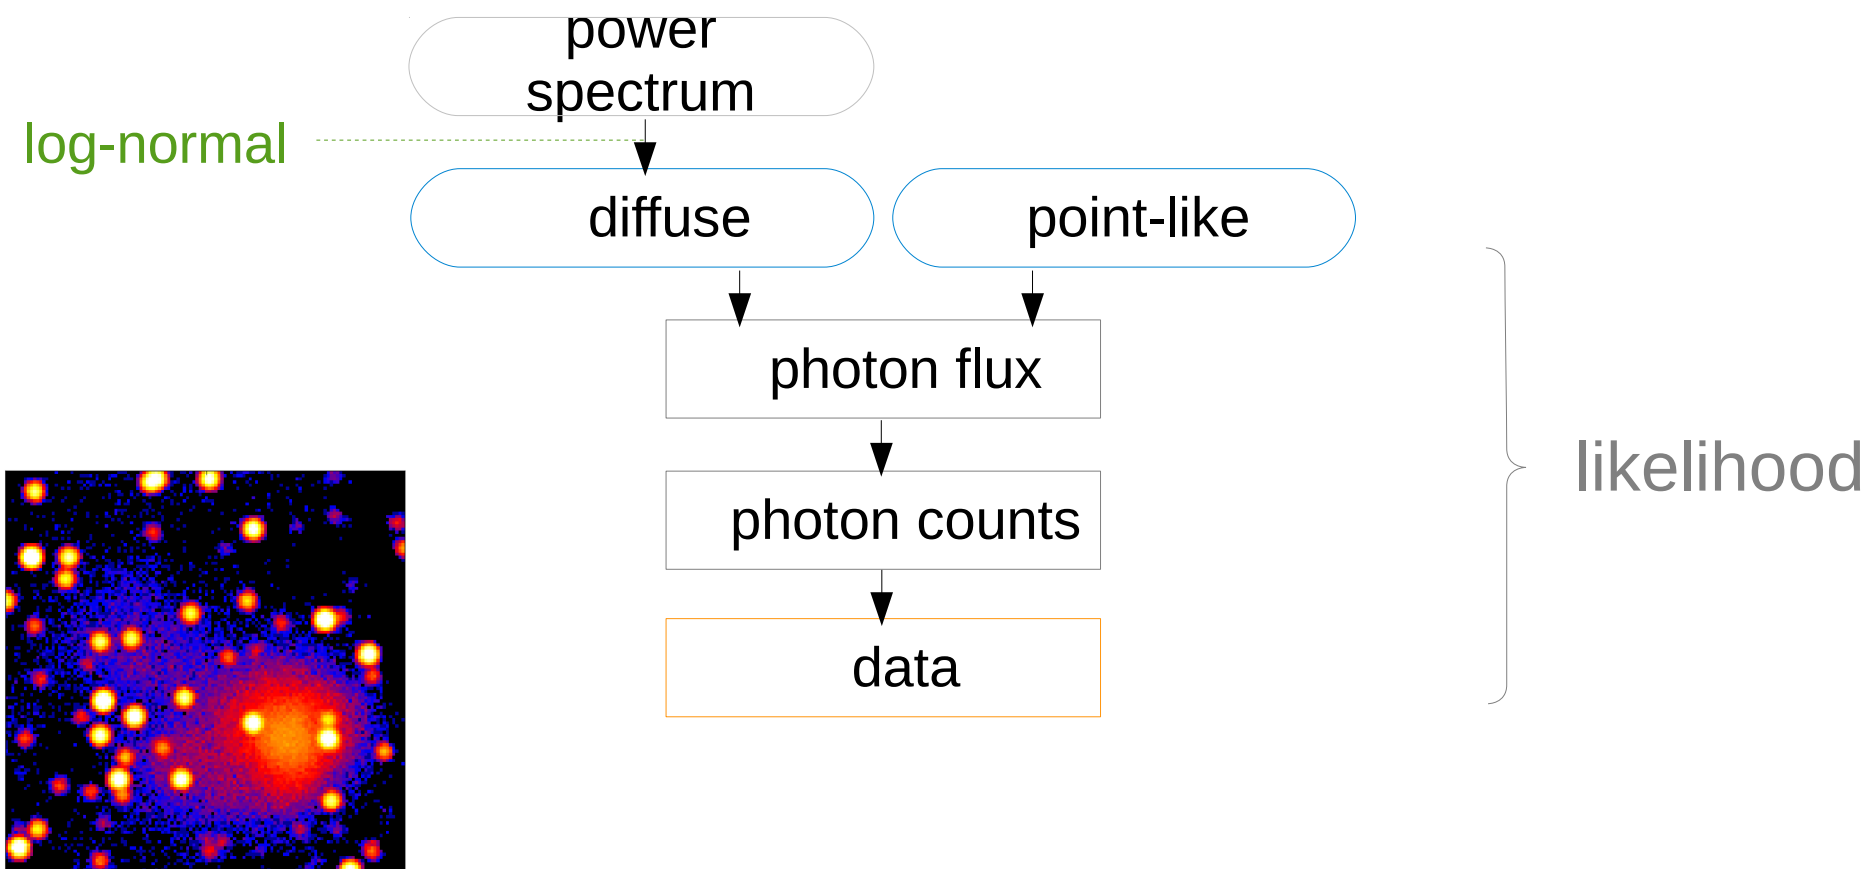 power
spectrum
log-normal
diffuse
point-like
photon flux
likelihood
photon counts
data